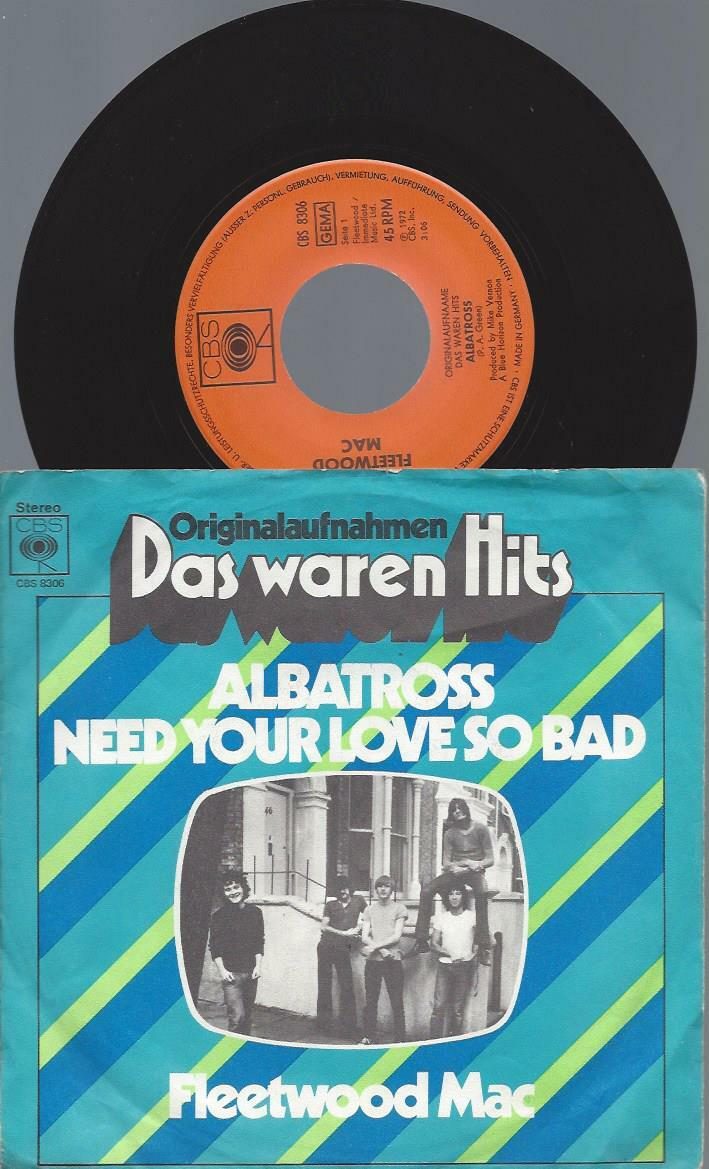 R. U. LEISTUNGSSCHUTZRECHTE, BESONDERS VERVIELFÄLTIGUNG (AUSSER Z. PERSÖNL. GEBRAUCH), VERMIETUNG, AUFFÜHRUNG, SENDUNG VORBEHALTEN! · MADE IN GERMANY · CBS IST EINE SCHUTZMARKE
CBS
CBS 8306
GEMA
Seite 1
Fleetwood /
Immediate
Music Ltd.
45 RPM
Ⓟ 1972
CBS, Inc.
3:06
ORIGINALAUFNAAME
DAS WAREN HITS
ALBATROSS
(P. A. Green)
Produced by Mike Vernon
A Blue Horizon Production
FLEETWOOD
MAC
Stereo
CBS
CBS 8306
Originalaufnahmen
Das waren Hits
ALBATROSS
NEED YOUR LOVE SO BAD
46
Fleetwood Mac